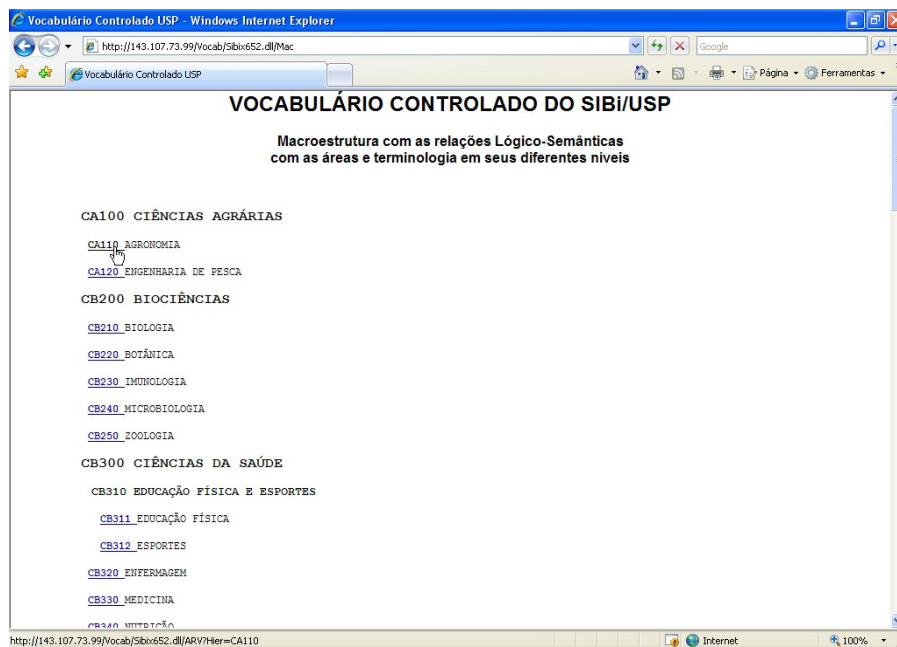 Vocabulário Controlado USP - Windows Internet Explorer
http://143.107.73.99/Vocab/Sibix652.dll/Mac
Google
Vocabulário Controlado USP
Página
Ferramentas
VOCABULÁRIO CONTROLADO DO SIBi/USP
Macroestrutura com as relações Lógico-Semânticas
com as áreas e terminologia em seus diferentes níveis
CA100 CIÊNCIAS AGRÁRIAS
CA110 AGRONOMIA
CA120 ENGENHARIA DE PESCA
CB200 BIOCIÊNCIAS
CB210 BIOLOGIA
CB220 BOTÂNICA
CB230 IMUNOLOGIA
CB240 MICROBIOLOGIA
CB250 ZOOLOGIA
CB300 CIÊNCIAS DA SAÚDE
CB310 EDUCAÇÃO FÍSICA E ESPORTES
CB311 EDUCAÇÃO FÍSICA
CB312 ESPORTES
CB320 ENFERMAGEM
CB330 MEDICINA
CB340 NUTRIÇÃO
http://143.107.73.99/Vocab/Sibix652.dll/ARV?Hier=CA110
Internet
100%